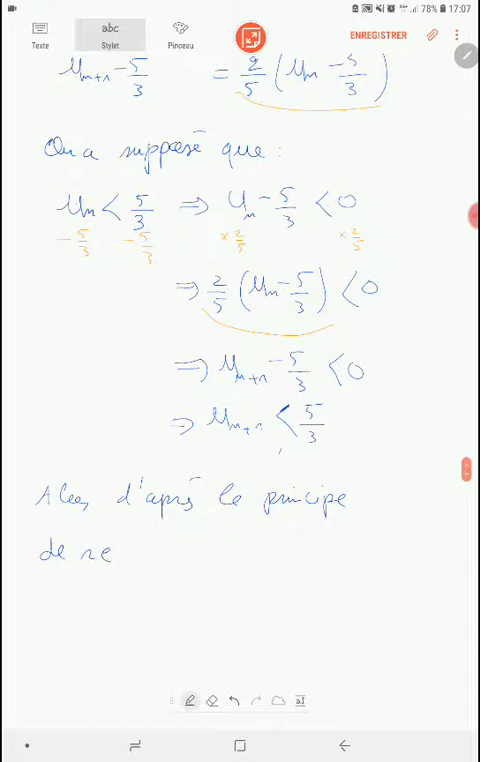 78% 17:07
Texte abc Stylet Pinceau ENREGISTRER
Uₙ₊₁ - 5/3 = 2/5 (Uₙ - 5/3)
On a supposé que :
Uₙ < 5/3 ⇒ Uₙ - 5/3 < 0
- 5/3 - 5/3 × 2/5 × 2/5
⇒ 2/5 (Uₙ - 5/3) < 0
⇒ Uₙ₊₁ - 5/3 < 0
⇒ Uₙ₊₁ < 5/3
d'après le principe
de re